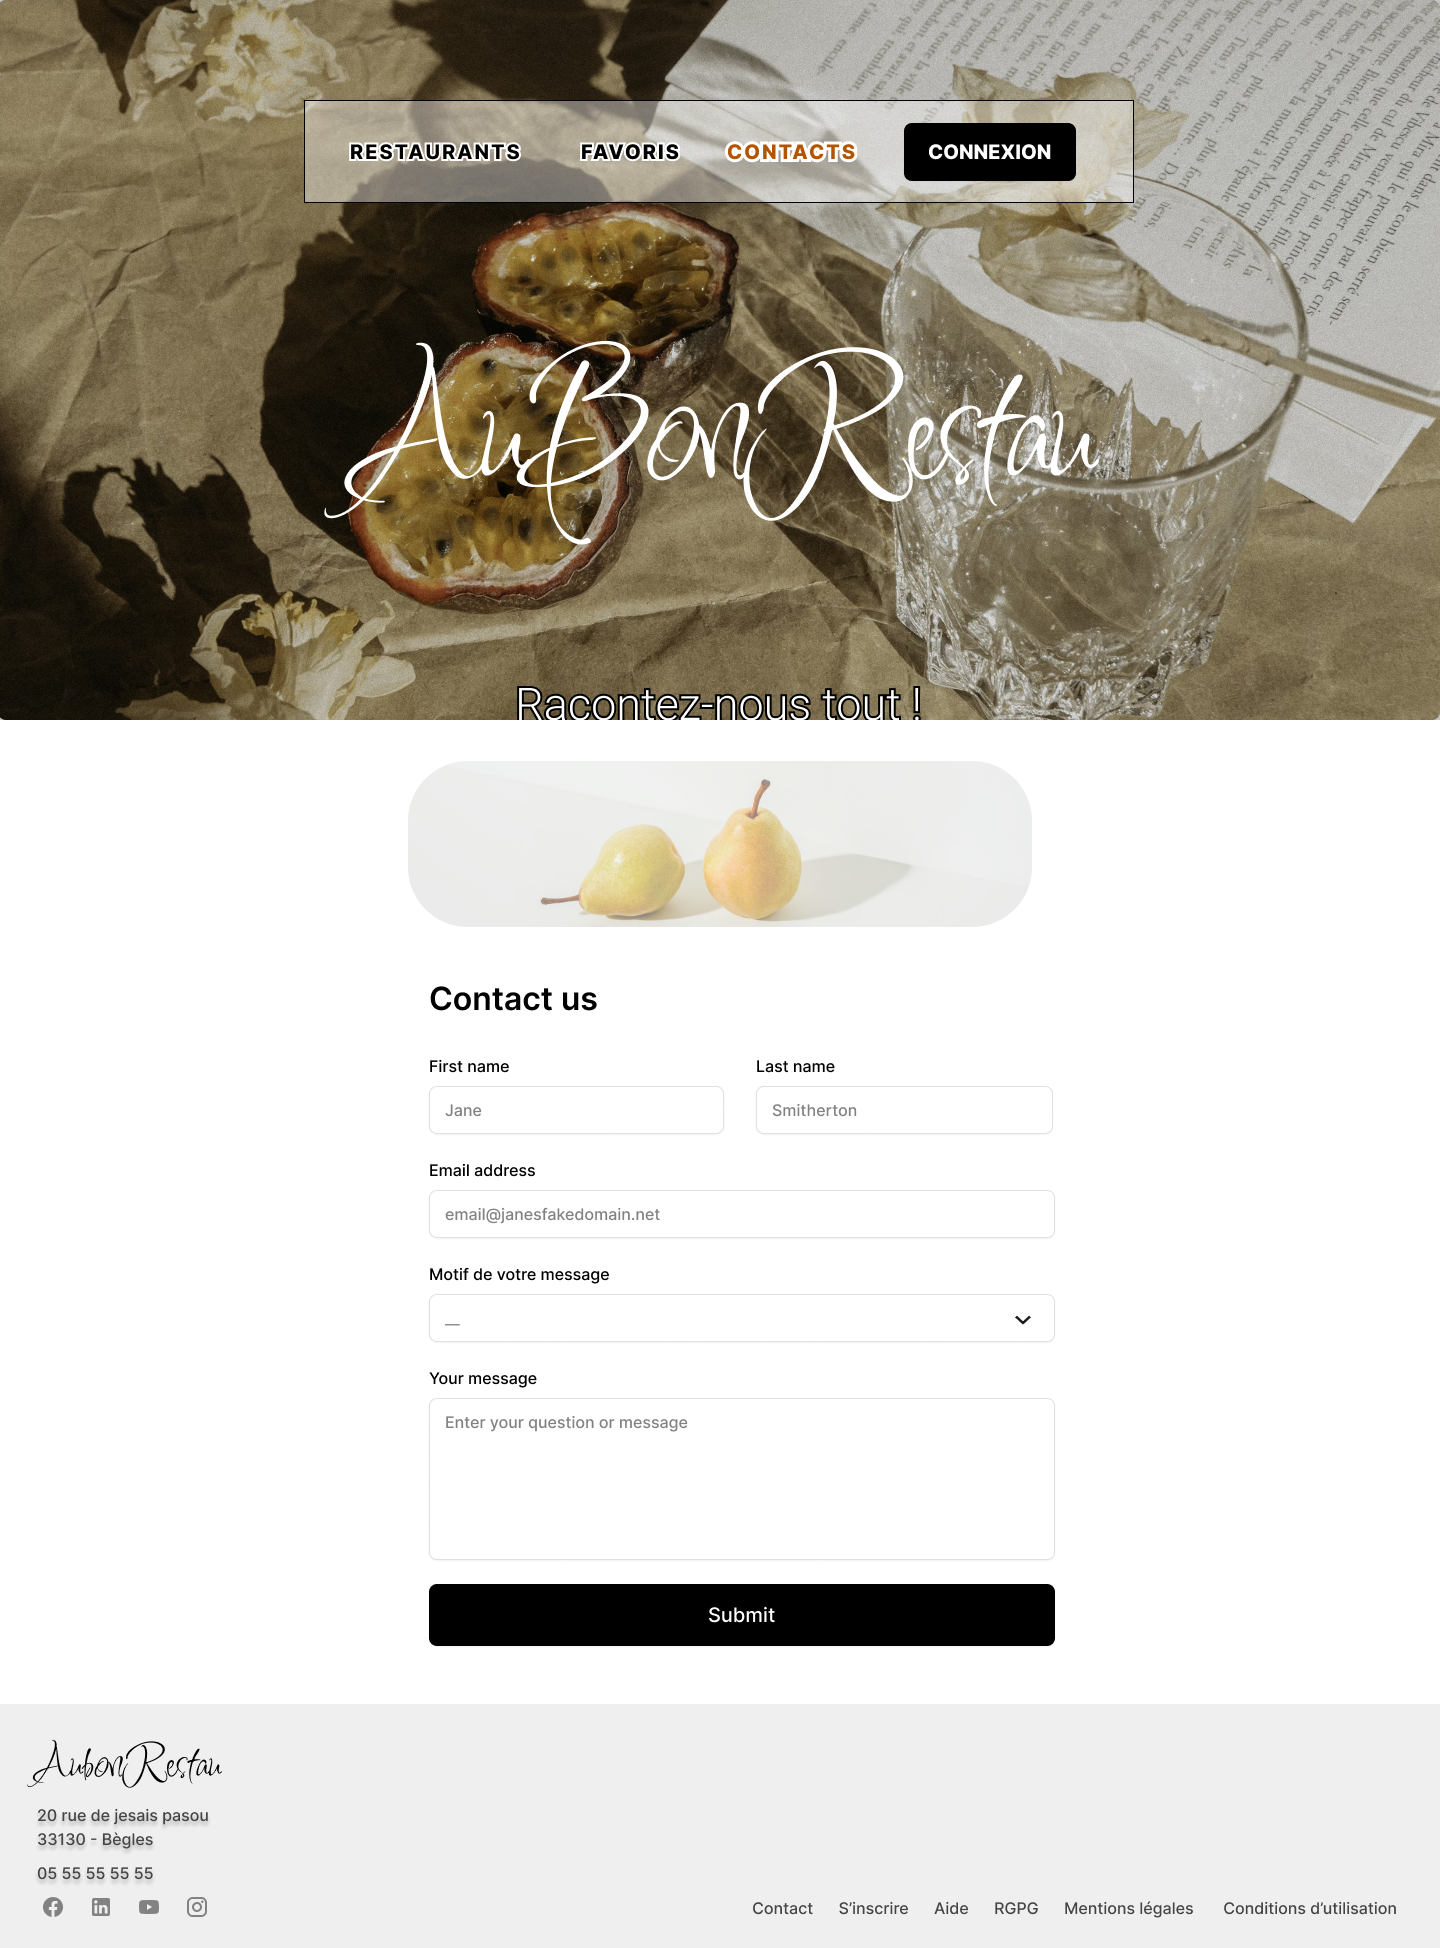 RESTAURANTS FAVORIS CONTACTS CONNEXION
AuBonRestau
Racontez-nous tout !
Contact us
First name Last name
Jane Smitherton
Email address
email@janesfakedomain.net
Motif de votre message
__
Your message
Enter your question or message
Submit
AubonRestau
20 rue de jesais pasou
33130 - Bègles
05 55 55 55 55
Contact S’inscrire Aide RGPG Mentions légales Conditions d’utilisation